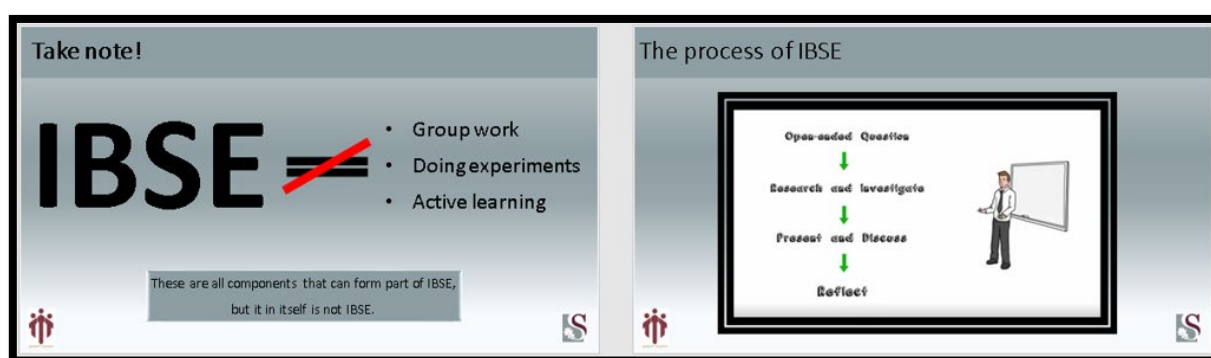 Take note!
IBSE
• Group work
• Doing experiments
• Active learning
These are all components that can form part of IBSE,
but it in itself is not IBSE.
S
The process of IBSE
Open-ended Question
Research and Investigate
Present and Discuss
Reflect
S